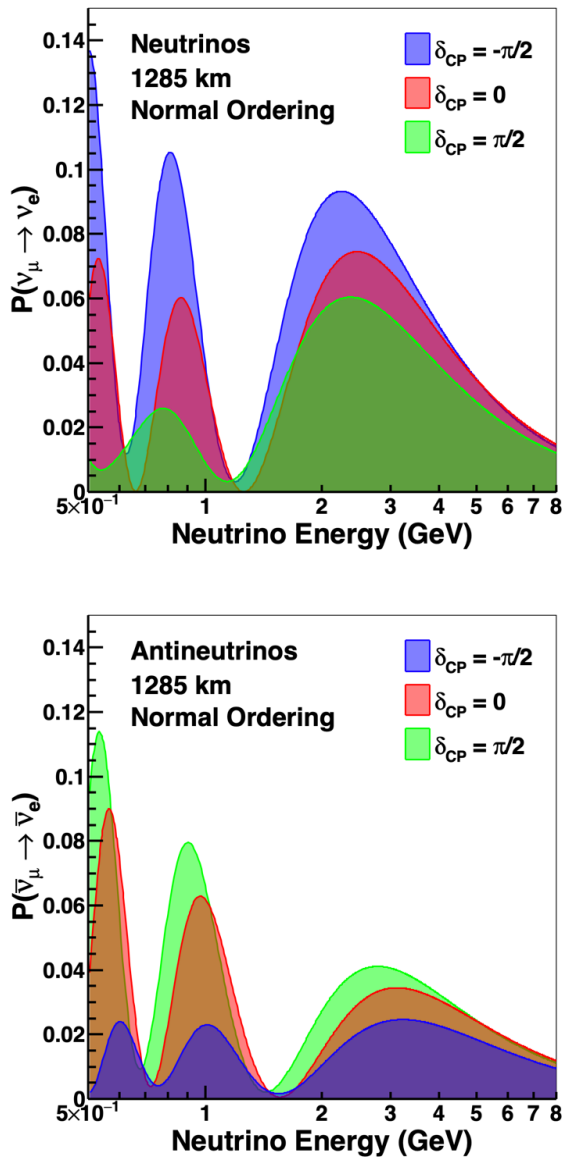 0.14
0.12
0.1
0.08
0.06
0.04
0.02
0
P(νμ → νe)
Neutrinos
1285 km
Normal Ordering
δCP = -π/2
δCP = 0
δCP = π/2
5×10⁻¹ 1 2 3 4 5 6 7 8
Neutrino Energy (GeV)
0.14
0.12
0.1
0.08
0.06
0.04
0.02
0
P(ν̄μ → ν̄e)
Antineutrinos
1285 km
Normal Ordering
δCP = -π/2
δCP = 0
δCP = π/2
5×10⁻¹ 1 2 3 4 5 6 7 8
Neutrino Energy (GeV)